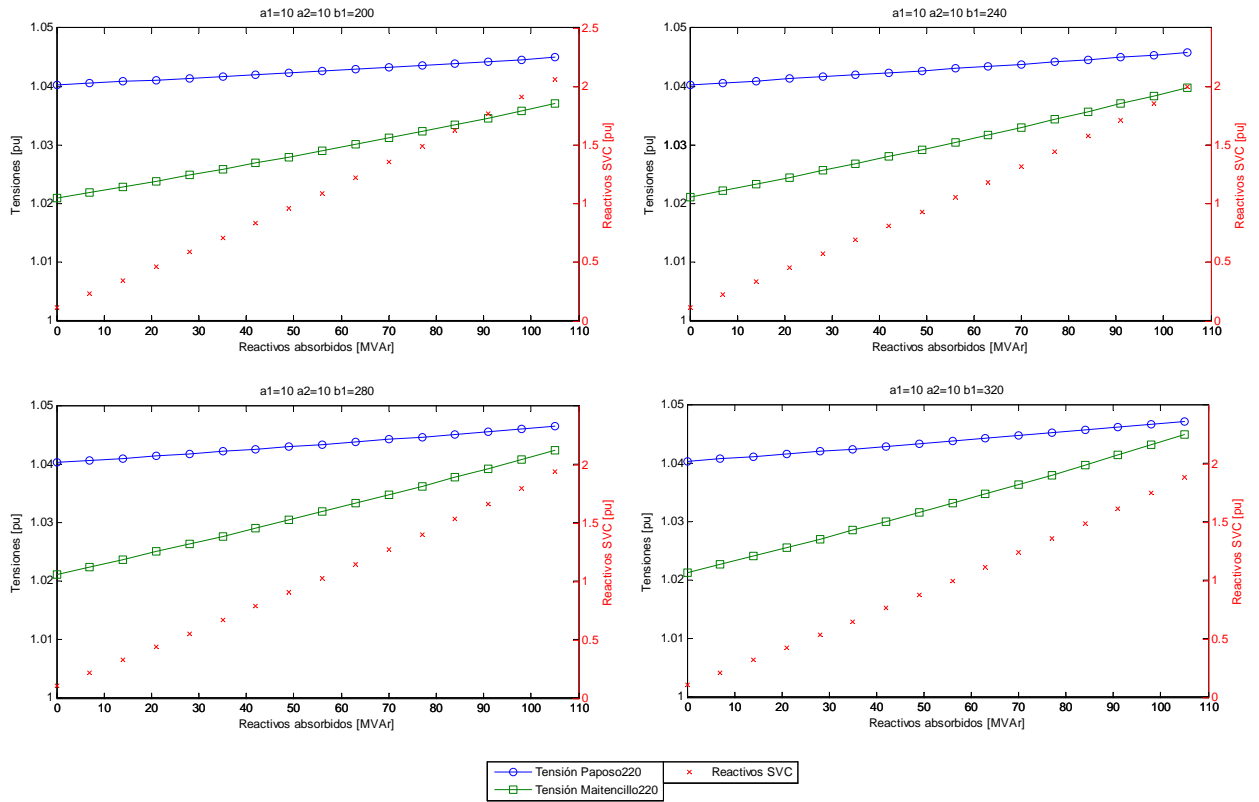 a1=10 a2=10 b1=200
1.05
1.04
1.03
1.02
1.01
1
Tensiones [pu]
2.5
2
1.5
1
0.5
0
Reactivos SVC [pu]
0 10 20 30 40 50 60 70 80 90 100 110
Reactivos absorbidos [MVAr]
a1=10 a2=10 b1=240
1.05
1.04
1.03
1.02
1.01
1
Tensiones [pu]
2
1.5
1
0.5
0
Reactivos SVC [pu]
0 10 20 30 40 50 60 70 80 90 100 110
Reactivos absorbidos [MVAr]
a1=10 a2=10 b1=280
1.05
1.04
1.03
1.02
1.01
1
Tensiones [pu]
2
1.5
1
0.5
0
Reactivos SVC [pu]
0 10 20 30 40 50 60 70 80 90 100 110
Reactivos absorbidos [MVAr]
a1=10 a2=10 b1=320
1.05
1.04
1.03
1.02
1.01
1
Tensiones [pu]
2
1.5
1
0.5
0
Reactivos SVC [pu]
0 10 20 30 40 50 60 70 80 90 100 110
Reactivos absorbidos [MVAr]
Tensión Paposo220
Tensión Maitencillo220
Reactivos SVC